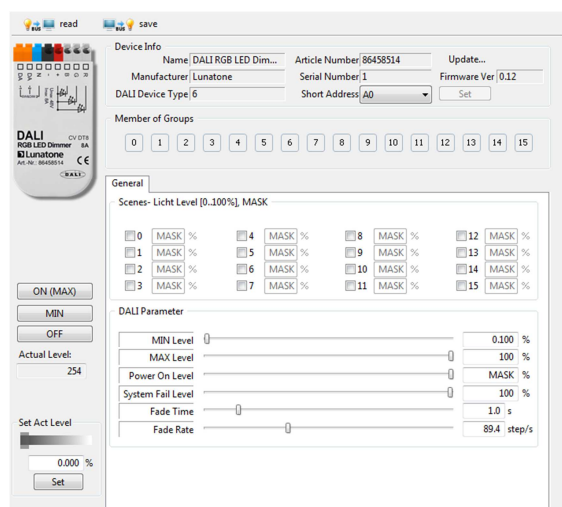 read save
Device Info
Name DALI RGB LED Dim... Article Number 86458514 Update...
Manufacturer Lunatone Serial Number 1 Firmware Ver 0.12
DALI Device Type 6 Short Address A0 Set
Member of Groups
0 1 2 3 4 5 6 7 8 9 10 11 12 13 14 15
DALI CV DT8
RGB LED Dimmer 8A
Lunatone
Art.-Nr.: 86458514 CE
DALI
General
Scenes- Licht Level [0..100%], MASK
0 MASK % 4 MASK % 8 MASK % 12 MASK %
1 MASK % 5 MASK % 9 MASK % 13 MASK %
2 MASK % 6 MASK % 10 MASK % 14 MASK %
3 MASK % 7 MASK % 11 MASK % 15 MASK %
ON (MAX)
MIN
OFF
Actual Level:
254
DALI Parameter
MIN Level 0.100 %
MAX Level 100 %
Power On Level MASK %
System Fail Level 100 %
Fade Time 1.0 s
Fade Rate 89.4 step/s
Set Act Level
0.000 %
Set